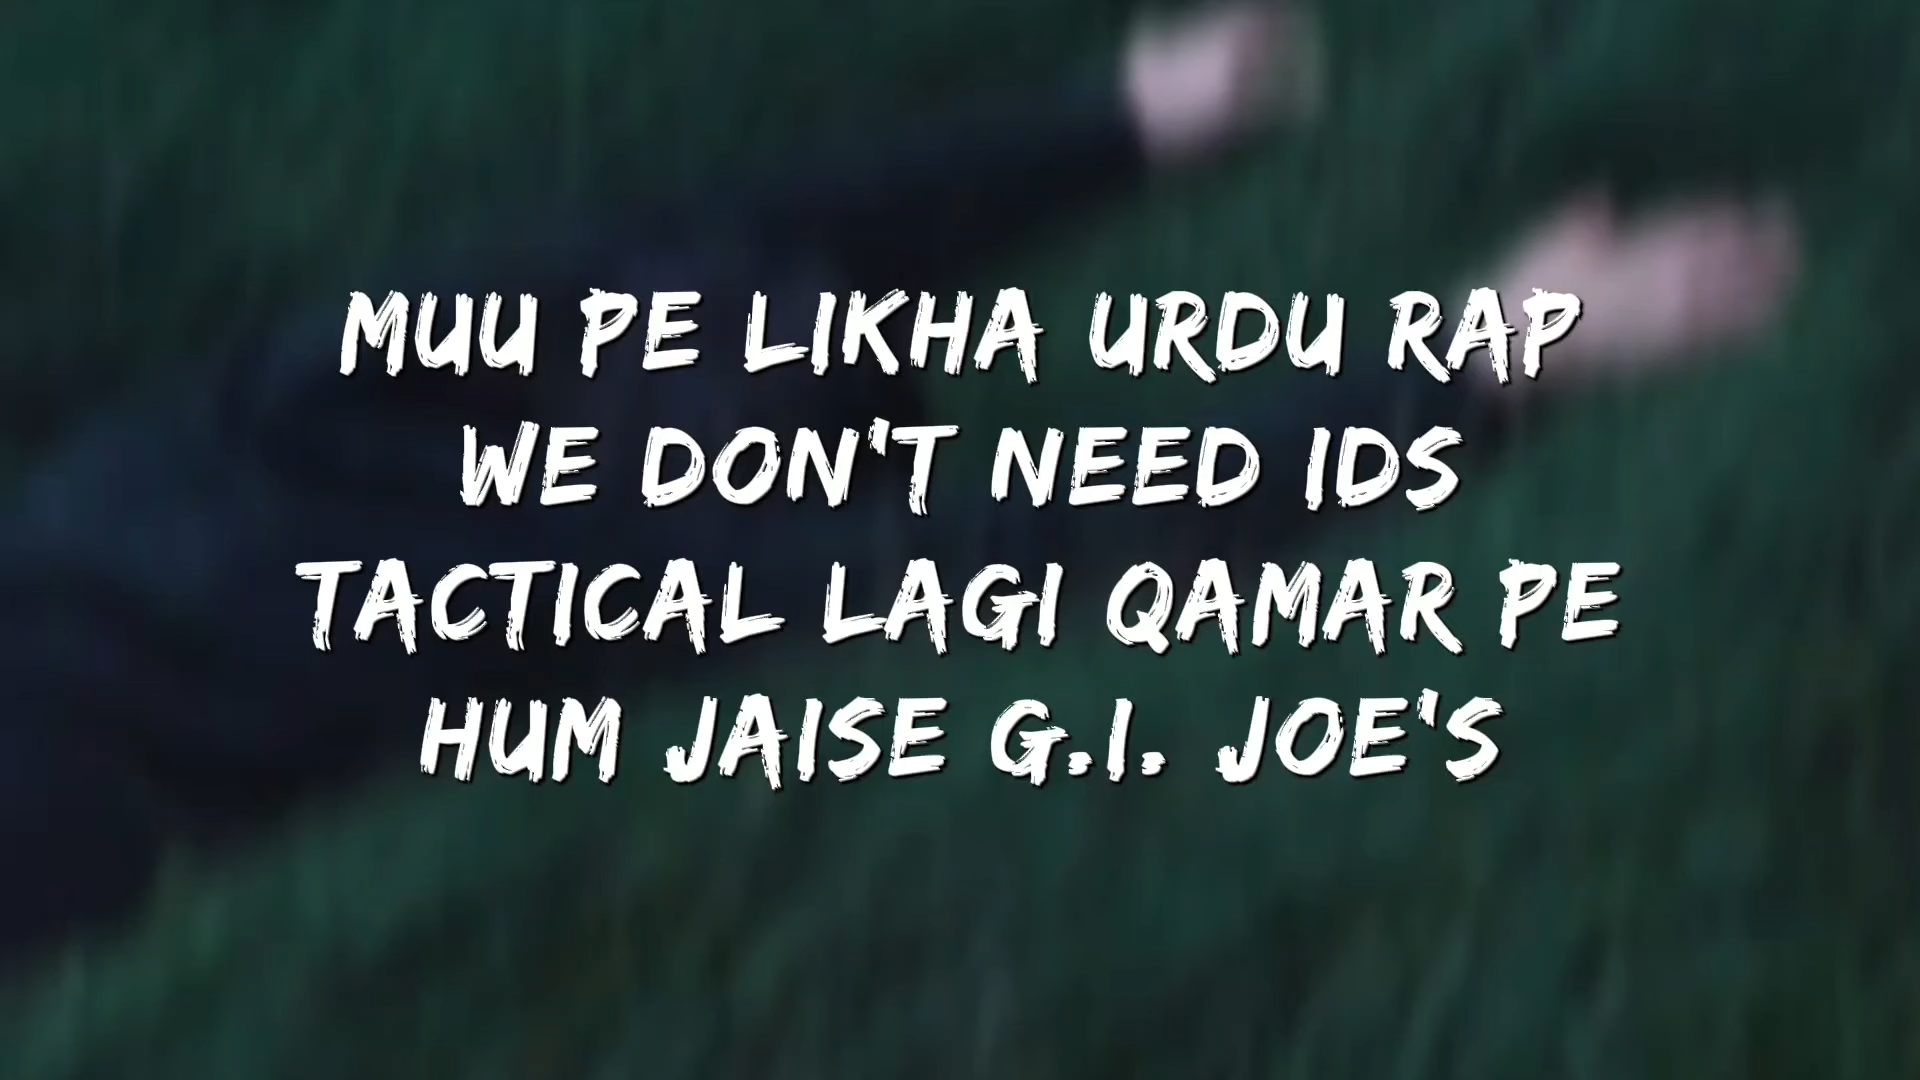 MUU PE LIKHA URDU RAP
WE DON'T NEED IDS
TACTICAL LAGI QAMAR PE
HUM JAISE G.I. JOE'S